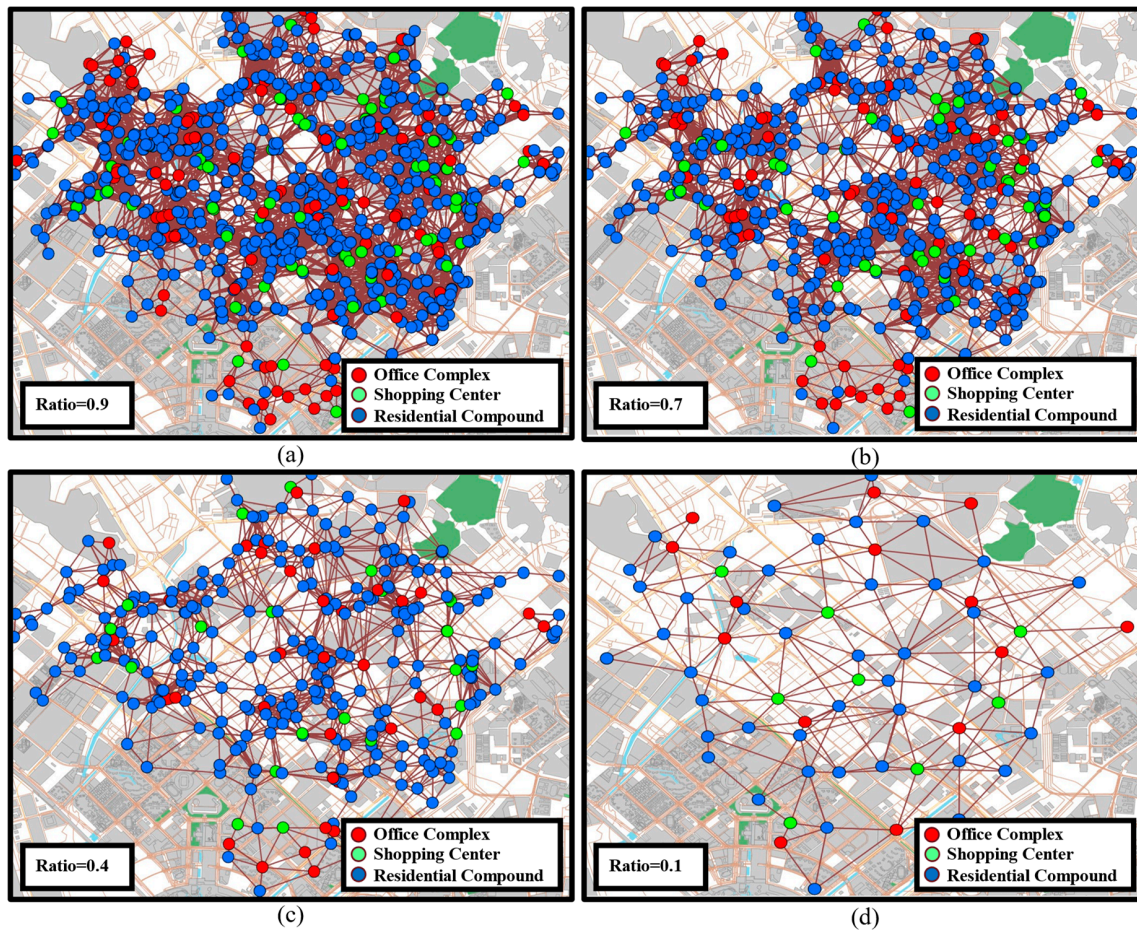 Office Complex
Shopping Center
Residential Compound
Ratio=0.9
(a)
Office Complex
Shopping Center
Residential Compound
Ratio=0.7
(b)
Office Complex
Shopping Center
Residential Compound
Ratio=0.4
(c)
Office Complex
Shopping Center
Residential Compound
Ratio=0.1
(d)